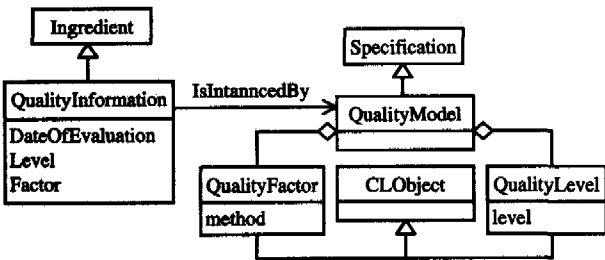 Ingredient
Specification
QualityInformation
IsIntanncedBy
QualityModel
DateOfEvaluation
Level
Factor
QualityFactor
CLObject
QualityLevel
method
level